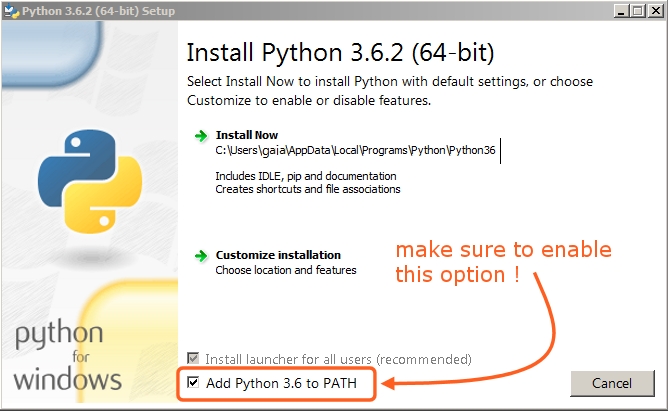 Python 3.6.2 (64-bit) Setup
Install Python 3.6.2 (64-bit)
Select Install Now to install Python with default settings, or choose
Customize to enable or disable features.
Install Now
C:\Users\gaia\AppData\Local\Programs\Python\Python36
Includes IDLE, pip and documentation
Creates shortcuts and file associations
Customize installation
Choose location and features
make sure to enable
this option !
python
for
windows
Install launcher for all users (recommended)
Add Python 3.6 to PATH
Cancel